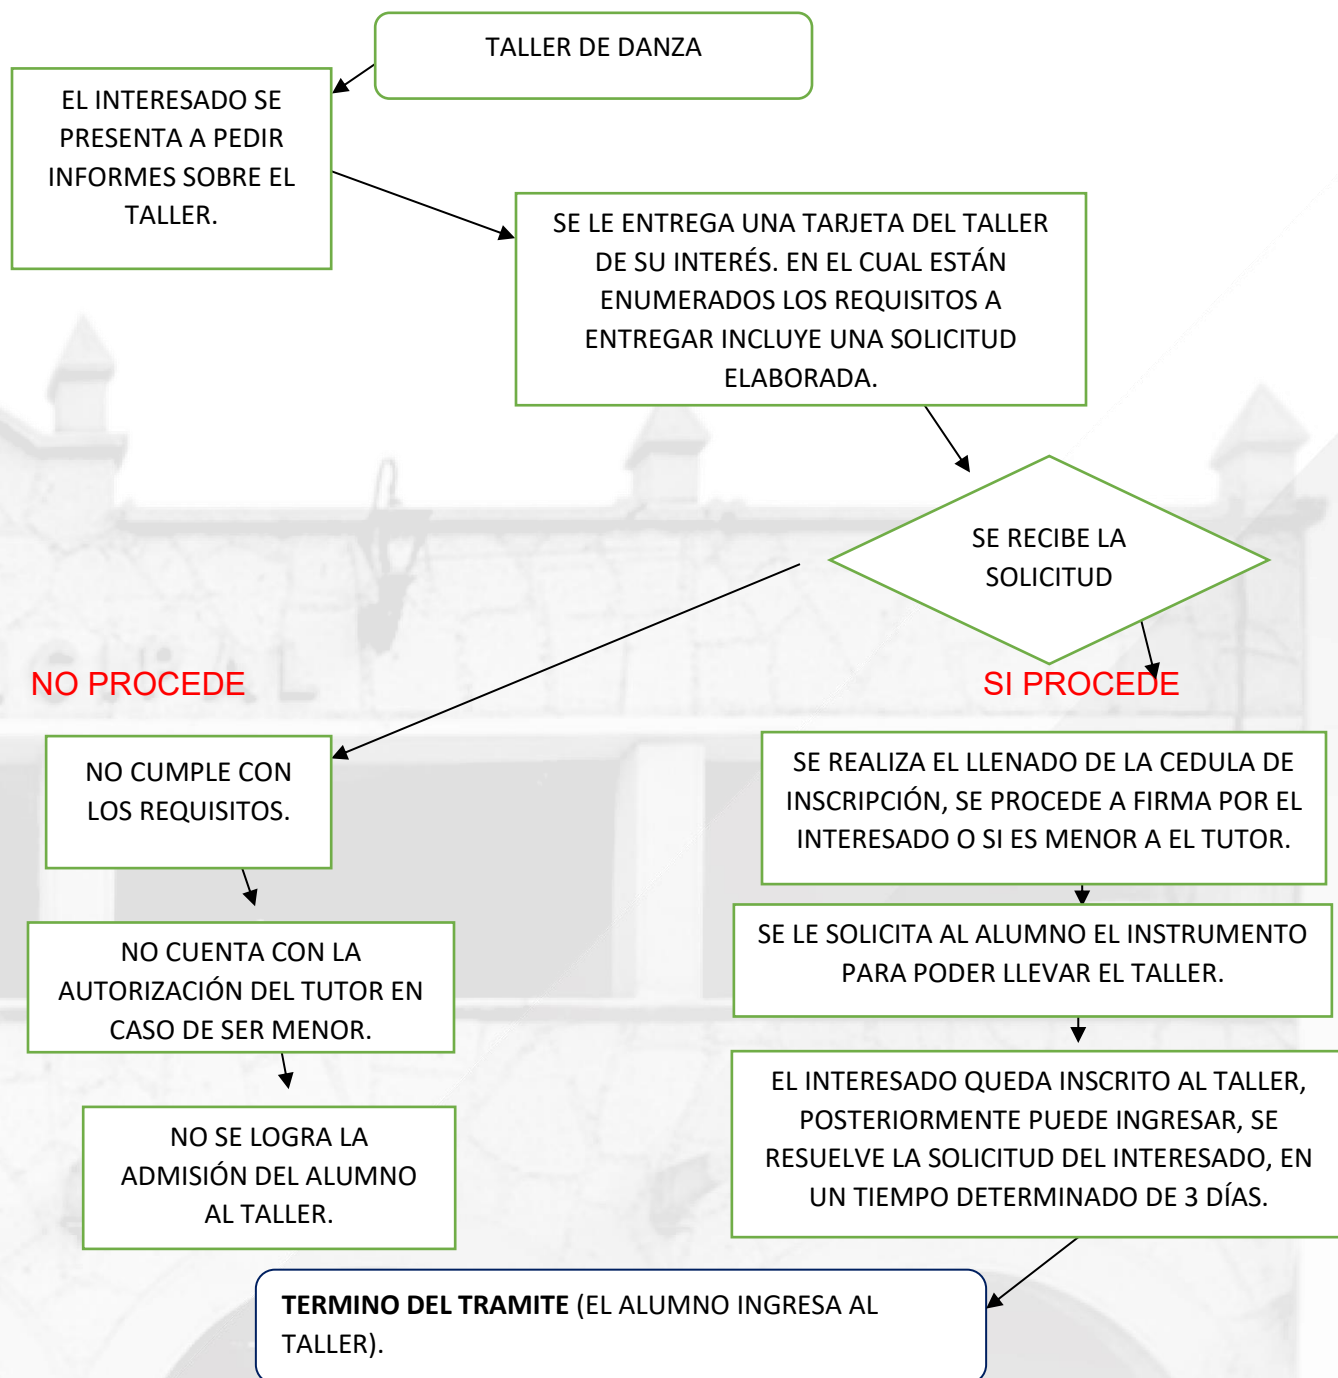 TALLER DE DANZA
EL INTERESADO SE
PRESENTA A PEDIR
INFORMES SOBRE EL
TALLER.
SE LE ENTREGA UNA TARJETA DEL TALLER
DE SU INTERÉS. EN EL CUAL ESTÁN
ENUMERADOS LOS REQUISITOS A
ENTREGAR INCLUYE UNA SOLICITUD
ELABORADA.
SE RECIBE LA
SOLICITUD
NO PROCEDE
SI PROCEDE
NO CUMPLE CON
LOS REQUISITOS.
NO CUENTA CON LA
AUTORIZACIÓN DEL TUTOR EN
CASO DE SER MENOR.
NO SE LOGRA LA
ADMISIÓN DEL ALUMNO
AL TALLER.
SE REALIZA EL LLENADO DE LA CEDULA DE
INSCRIPCIÓN, SE PROCEDE A FIRMA POR EL
INTERESADO O SI ES MENOR A EL TUTOR.
SE LE SOLICITA AL ALUMNO EL INSTRUMENTO
PARA PODER LLEVAR EL TALLER.
EL INTERESADO QUEDA INSCRITO AL TALLER,
POSTERIORMENTE PUEDE INGRESAR, SE
RESUELVE LA SOLICITUD DEL INTERESADO, EN
UN TIEMPO DETERMINADO DE 3 DÍAS.
TERMINO DEL TRAMITE (EL ALUMNO INGRESA AL
TALLER).